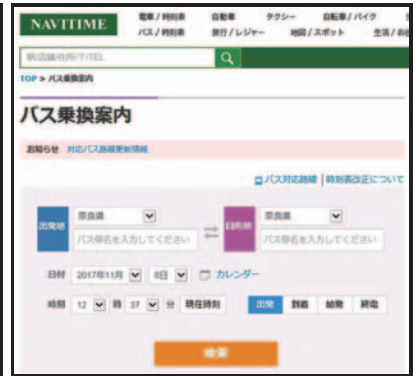 NAVITIME
電車 / 時刻表 自動車 タクシー 自転車 / バイク
バス / 時刻表 旅行 / レジャー 地図 / スポット 生活 /
TOP > バス乗換案内
バス乗換案内
お知らせ 対応バス路線更新情報
バス対応路線 | 時刻表改正について
出発地 奈良県 目的地 奈良県
バス停名を入力してください バス停名を入力してください
日付 2017年11月 8日 カレンダー
時刻 12 時 37 分 現在時刻 出発 到着 始発 終電
検索